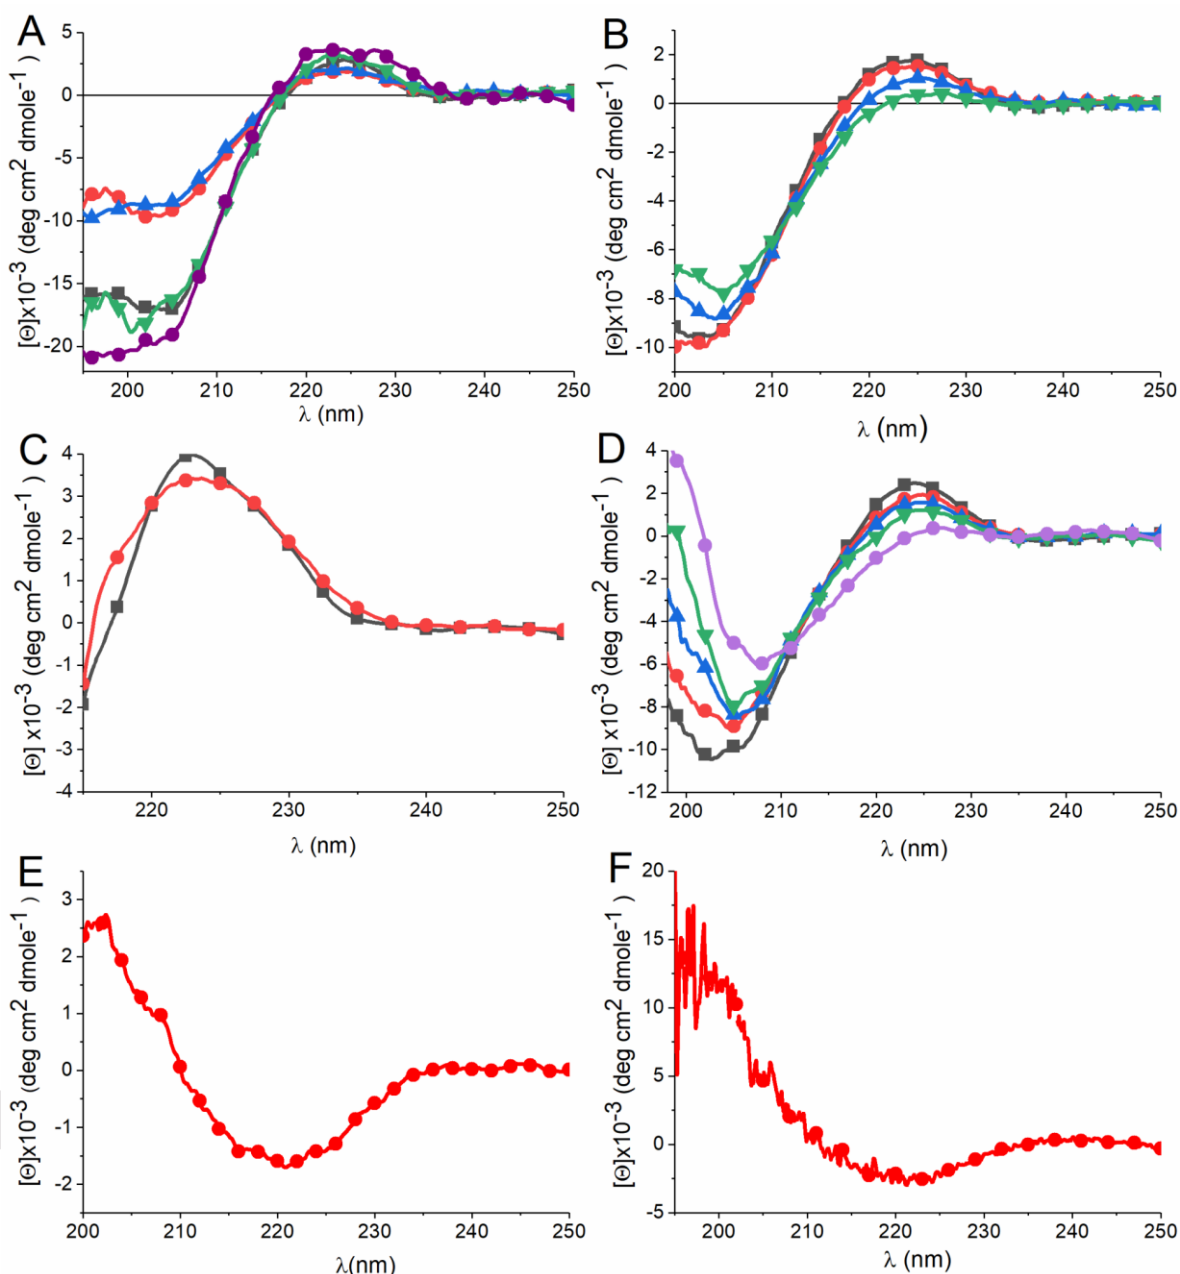 A
B
[Θ]x10⁻³ (deg cm² dmole⁻¹)
5
0
-5
-10
-15
-20
200 210 220 230 240 250
λ (nm)
[Θ]x10⁻³ (deg cm² dmole⁻¹)
2
0
-2
-4
-6
-8
-10
200 210 220 230 240 250
λ (nm)
C
D
[Θ] x10⁻³ (deg cm² dmole⁻¹)
4
3
2
1
0
-1
-2
-3
-4
220 230 240 250
λ (nm)
[Θ] x10⁻³ (deg cm² dmole⁻¹)
4
2
0
-2
-4
-6
-8
-10
-12
200 210 220 230 240 250
λ (nm)
E
F
[Θ]x10⁻³ (deg cm² dmole⁻¹)
3
2
1
0
-1
-2
200 210 220 230 240 250
λ(nm)
[Θ]x10⁻³ (deg cm² dmole⁻¹)
20
15
10
5
0
-5
200 210 220 230 240 250
λ (nm)